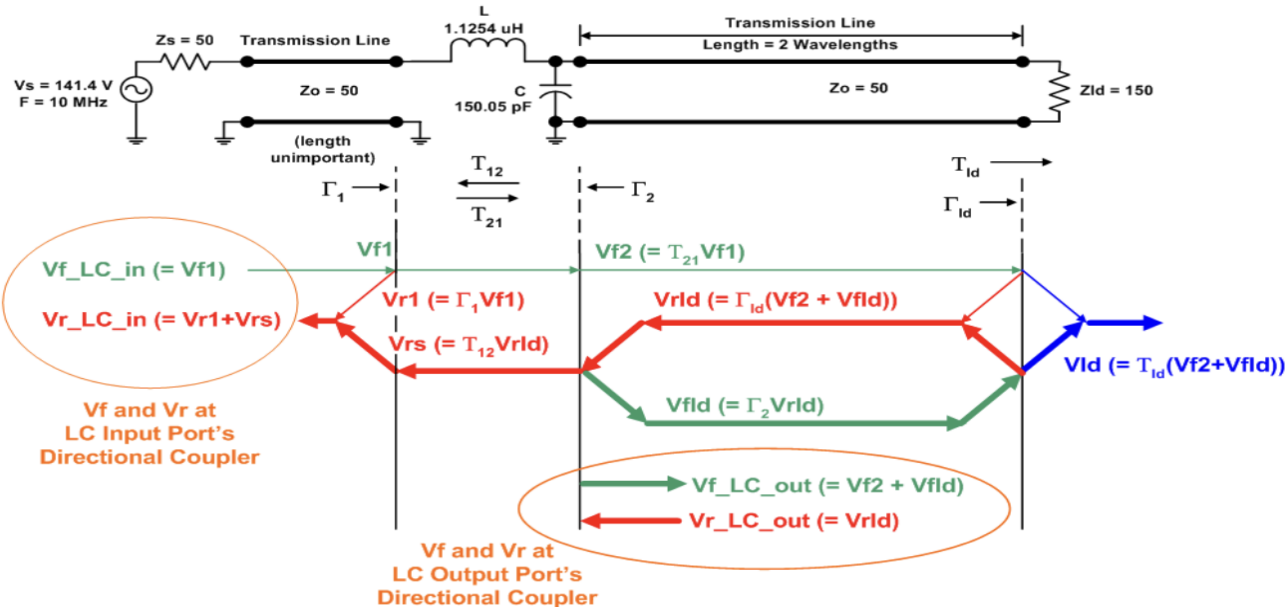 L
1.1254 uH
Transmission Line
Length = 2 Wavelengths
Zs = 50
Transmission Line
Vs = 141.4 V
F = 10 MHz
Zo = 50
C
150.05 pF
Zo = 50
Zld = 150
(length
unimportant)
Γ1
T12
T21
Γ2
Tld
Γld
Vf1
Vf2 (= T21Vf1)
Vf_LC_in (= Vf1)
Vr1 (= Γ1Vf1)
Vrld (= Γld(Vf2 + Vfld))
Vr_LC_in (= Vr1+Vrs)
Vrs (= T12Vrld)
Vld (= Tld(Vf2+Vfld))
Vfld (= Γ2Vrld)
Vf and Vr at
LC Input Port's
Directional Coupler
Vf_LC_out (= Vf2 + Vfld)
Vr_LC_out (= Vrld)
Vf and Vr at
LC Output Port's
Directional Coupler